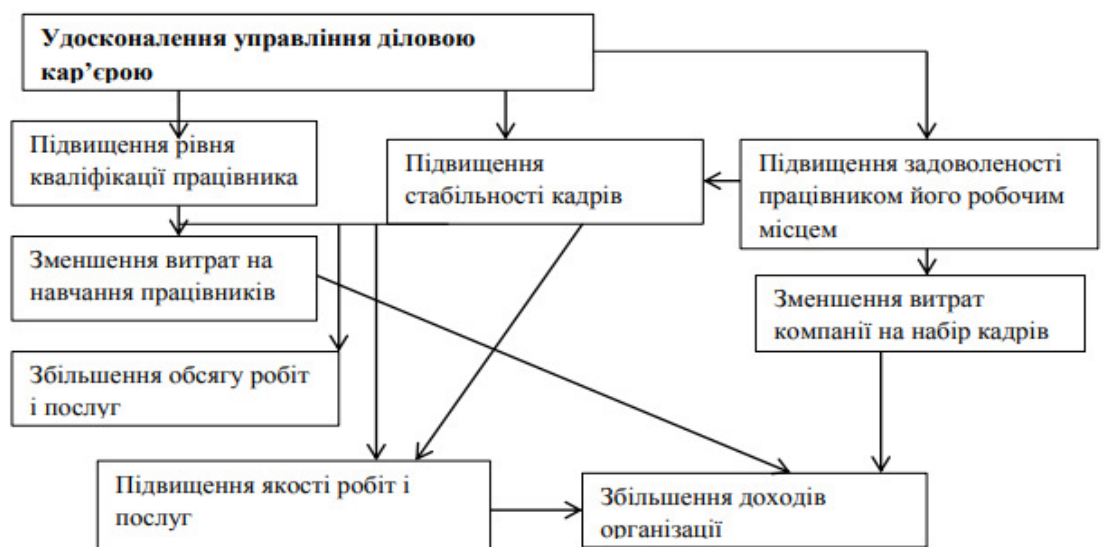 Удосконалення управління діловою
кар’єрою
Підвищення рівня
кваліфікації працівника
Підвищення
стабільності кадрів
Підвищення задоволеності
працівником його робочим
місцем
Зменшення витрат на
навчання працівників
Зменшення витрат
компанії на набір кадрів
Збільшення обсягу робіт
і послуг
Підвищення якості робіт і
послуг
Збільшення доходів
організації